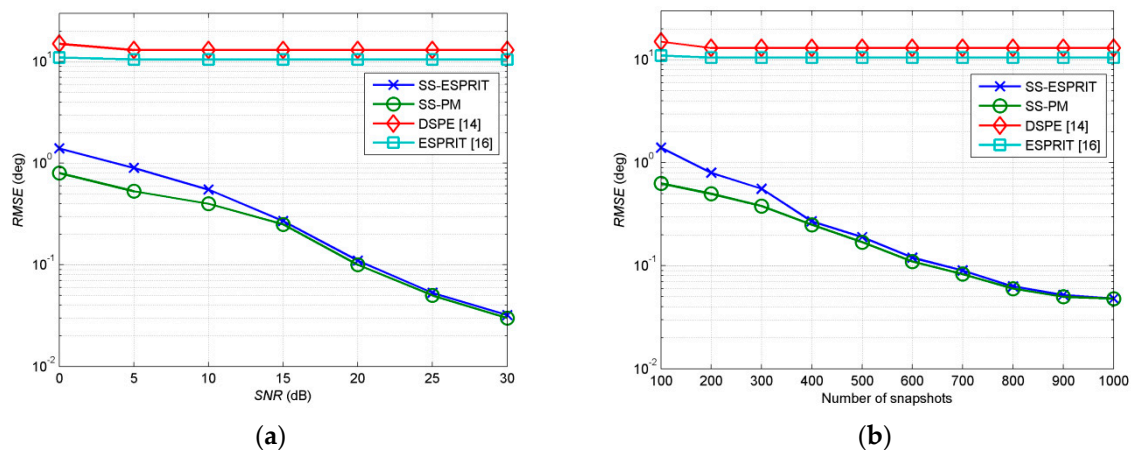 10^1
10^0
10^-1
10^-2
RMSE (deg)
SS-ESPRIT
SS-PM
DSPE [14]
ESPRIT [16]
0 5 10 15 20 25 30
SNR (dB)
(a)
10^1
10^0
10^-1
10^-2
RMSE (deg)
SS-ESPRIT
SS-PM
DSPE [14]
ESPRIT [16]
100 200 300 400 500 600 700 800 900 1000
Number of snapshots
(b)